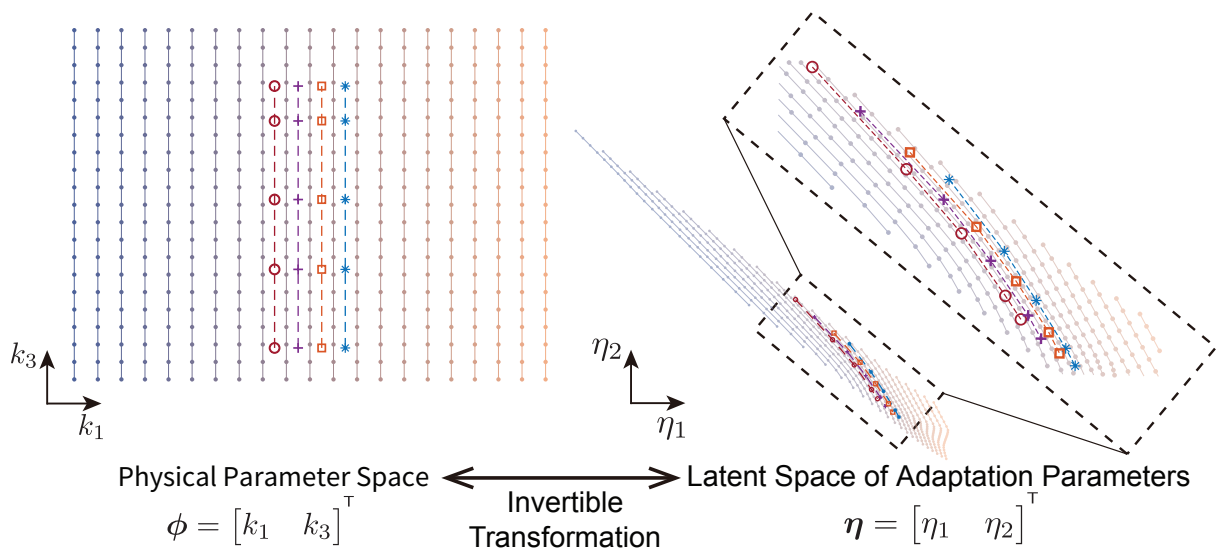 k₃
k₁
η₂
η₁
Physical Parameter Space
Invertible
Transformation
Latent Space of Adaptation Parameters
ϕ = [k₁ k₃]ᵀ
η = [η₁ η₂]ᵀ